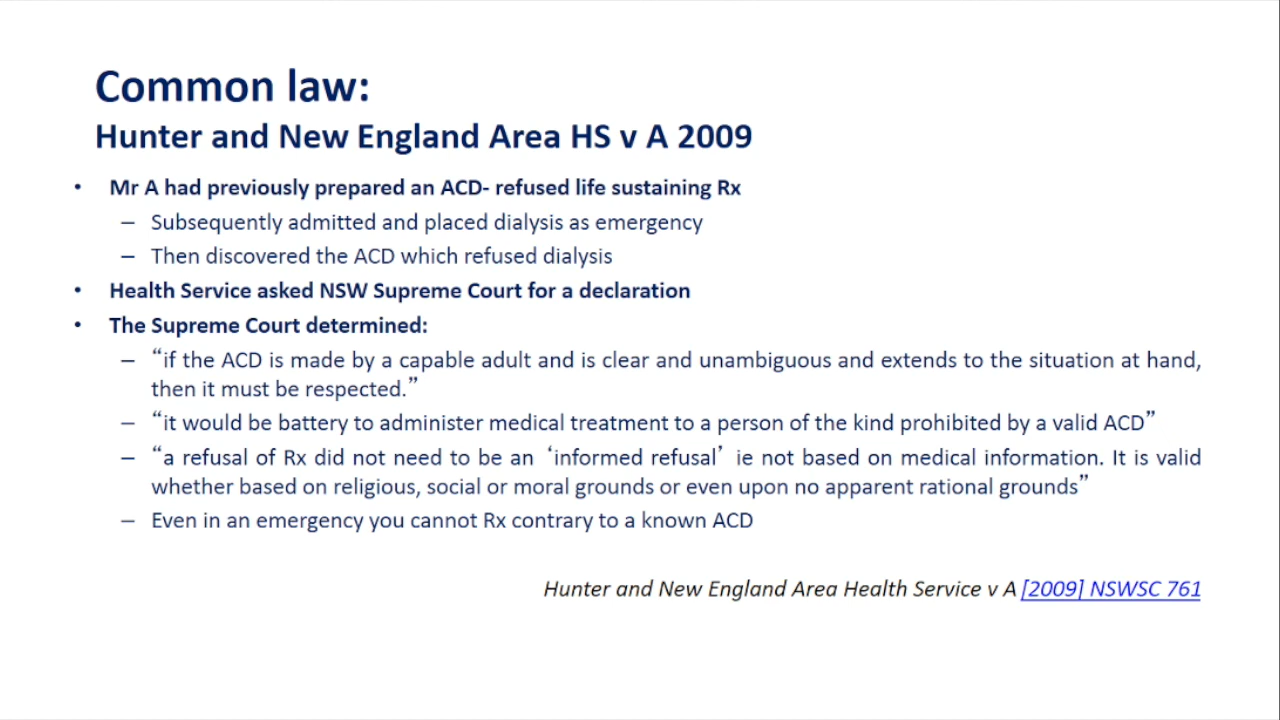 Common law:
Hunter and New England Area HS v A 2009
• Mr A had previously prepared an ACD- refused life sustaining Rx
– Subsequently admitted and placed dialysis as emergency
– Then discovered the ACD which refused dialysis
• Health Service asked NSW Supreme Court for a declaration
• The Supreme Court determined:
– “if the ACD is made by a capable adult and is clear and unambiguous and extends to the situation at hand,
then it must be respected.”
– “it would be battery to administer medical treatment to a person of the kind prohibited by a valid ACD”
– “a refusal of Rx did not need to be an ‘informed refusal’ ie not based on medical information. It is valid
whether based on religious, social or moral grounds or even upon no apparent rational grounds”
– Even in an emergency you cannot Rx contrary to a known ACD
Hunter and New England Area Health Service v A [2009] NSWSC 761